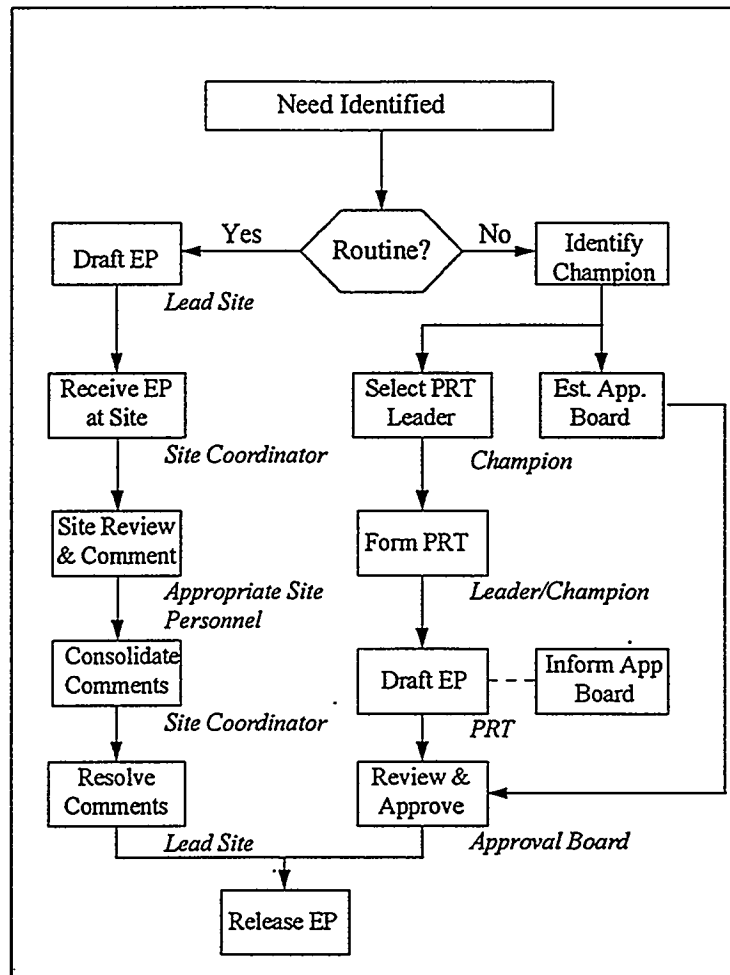 Need Identified
Yes
Routine?
No
Draft EP
Identify
Champion
Lead Site
Receive EP
at Site
Select PRT
Leader
Est. App.
Board
Site Coordinator
Champion
Site Review
& Comment
Form PRT
Appropriate Site
Personnel
Leader/Champion
Consolidate
Comments
Draft EP
Inform App
Board
Site Coordinator
PRT
Resolve
Comments
Review &
Approve
Lead Site
Approval Board
Release EP